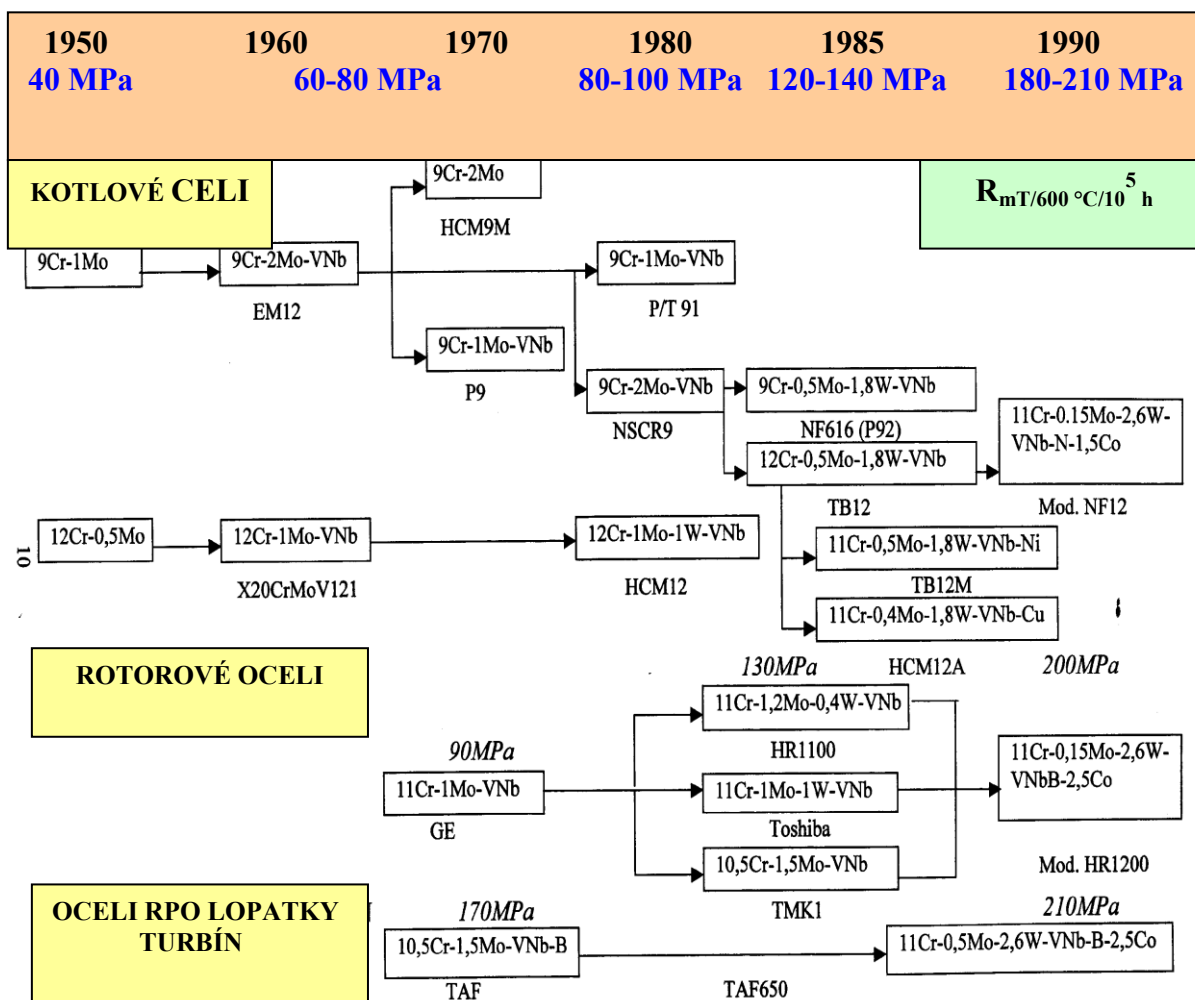 1950 1960 1970 1980 1985 1990
40 MPa 60-80 MPa 80-100 MPa 120-140 MPa 180-210 MPa
KOTLOVÉ CELI
R mT/600 °C/10 5 h
9Cr-2Mo
HCM9M
9Cr-1Mo
9Cr-2Mo-VNb
9Cr-1Mo-VNb
EM12
P/T 91
9Cr-1Mo-VNb
P9
9Cr-2Mo-VNb
NSCR9
9Cr-0,5Mo-1,8W-VNb
NF616 (P92)
12Cr-0,5Mo-1,8W-VNb
TB12
11Cr-0.15Mo-2,6W-
VNb-N-1,5Co
Mod. NF12
10
12Cr-0,5Mo
12Cr-1Mo-VNb
X20CrMoV121
12Cr-1Mo-1W-VNb
HCM12
11Cr-0,5Mo-1,8W-VNb-Ni
TB12M
11Cr-0,4Mo-1,8W-VNb-Cu
HCM12A
ROTOROVÉ OCELI
130MPa
200MPa
90MPa
11Cr-1,2Mo-0,4W-VNb
HR1100
11Cr-1Mo-VNb
GE
11Cr-1Mo-1W-VNb
Toshiba
10,5Cr-1,5Mo-VNb
TMK1
11Cr-0,15Mo-2,6W-
VNbB-2,5Co
Mod. HR1200
OCELI RPO LOPATKY
TURBÍN
170MPa
210MPa
10,5Cr-1,5Mo-VNb-B
TAF
TAF650
11Cr-0,5Mo-2,6W-VNb-B-2,5Co